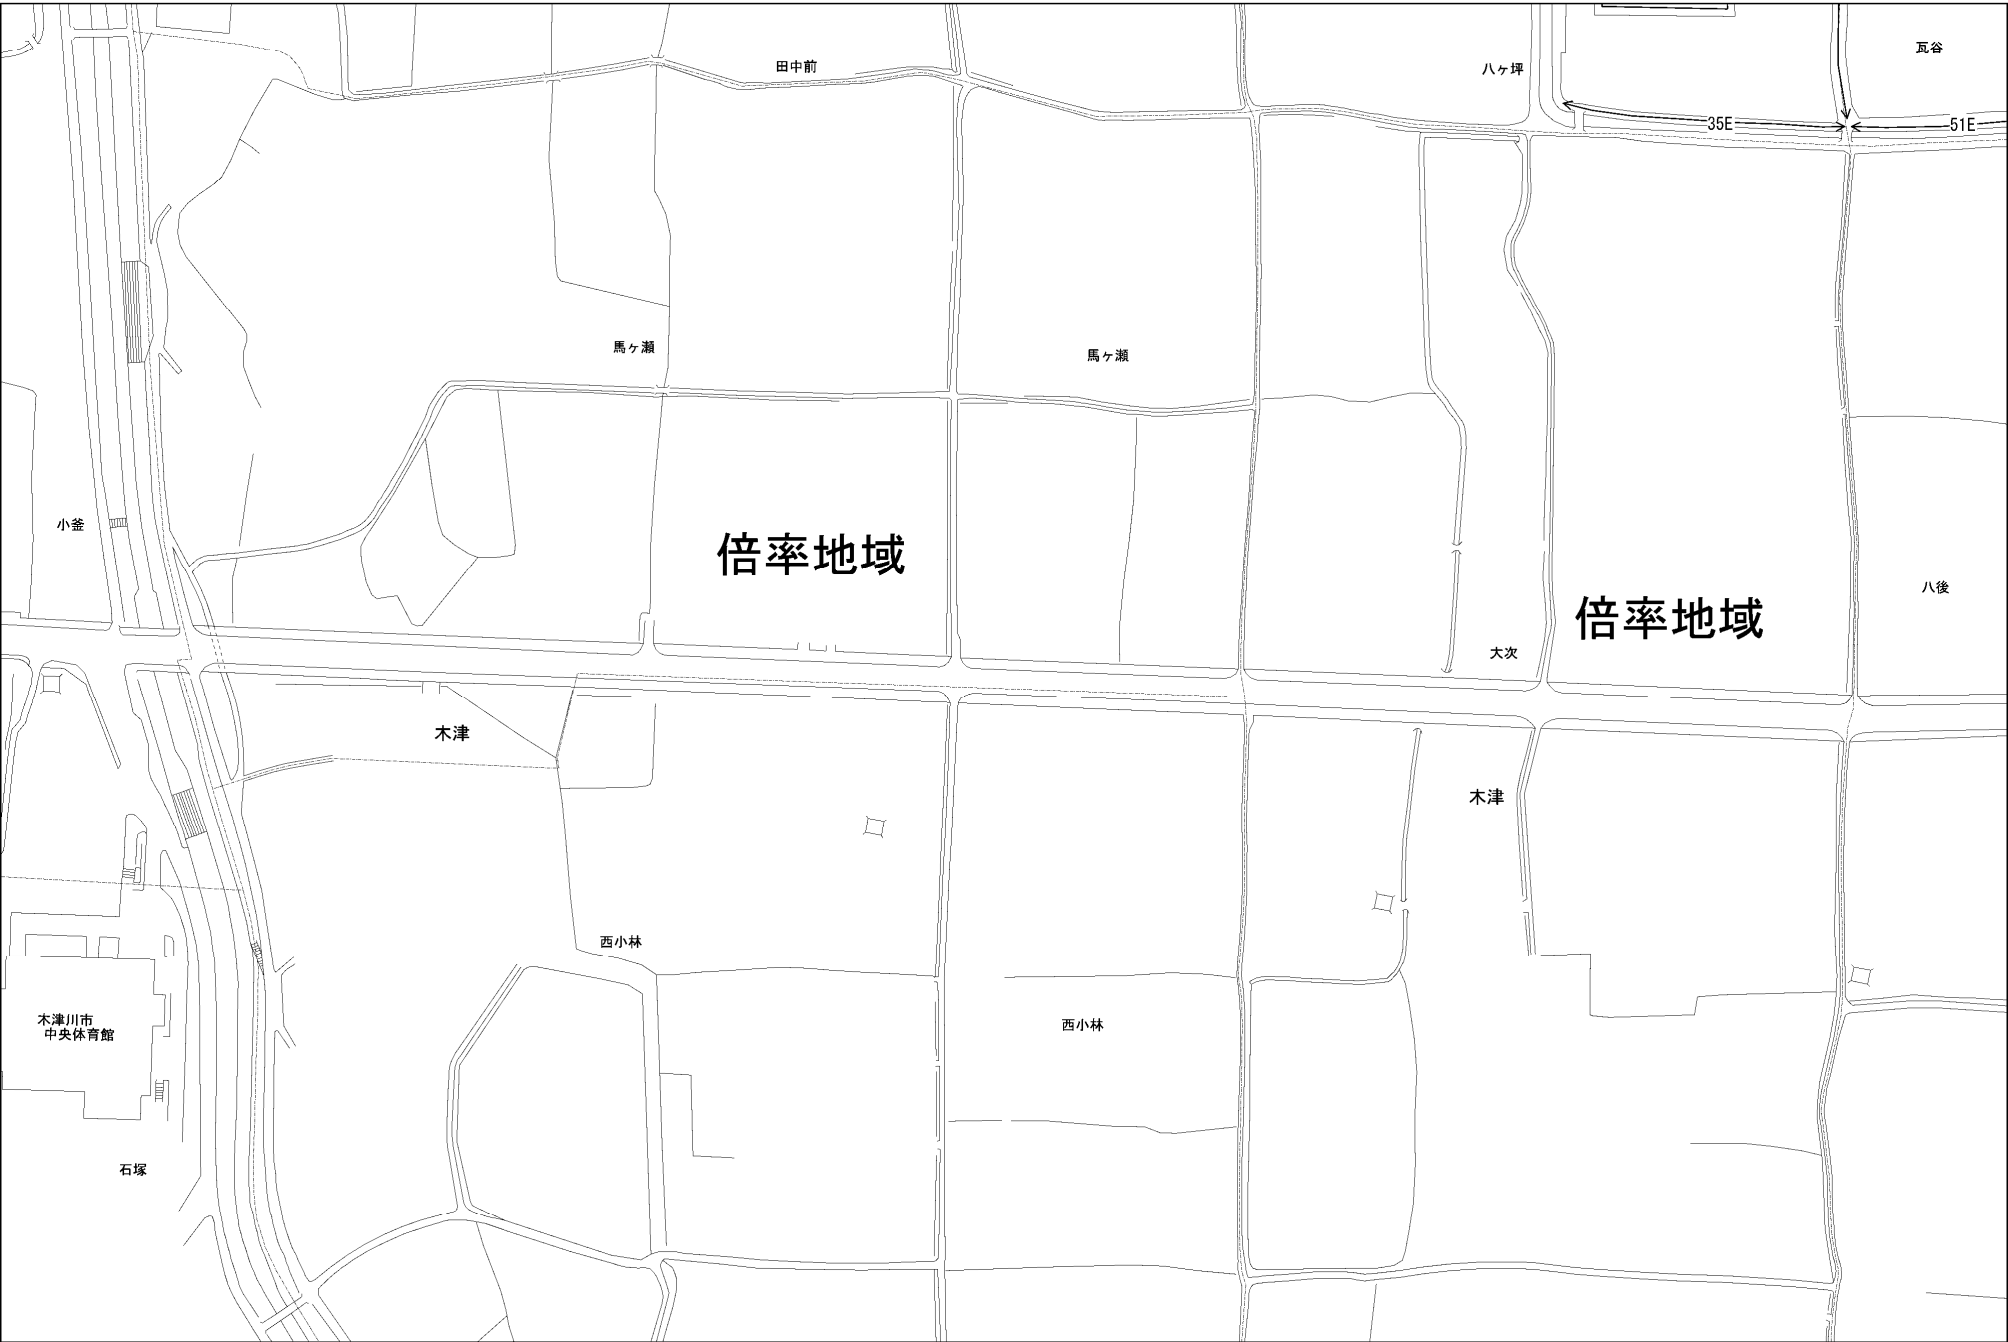 瓦谷
田中前
八ヶ坪
35E
51E
馬ヶ瀬
馬ヶ瀬
小釜
倍率地域
八後
倍率地域
大次
木津
木津
西小林
木津川市
中央体育館
西小林
石塚